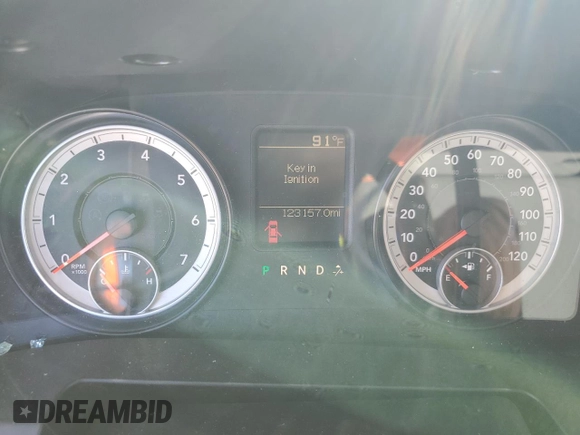 91°F
Key in
Ignition
123157.0mi
P R N D
0 1 2 3 4 5 6 7
RPM
x1000
H
0 10 20 30 40 50 60 70 80 90 100 110 120
MPH
E F
DREAMBID